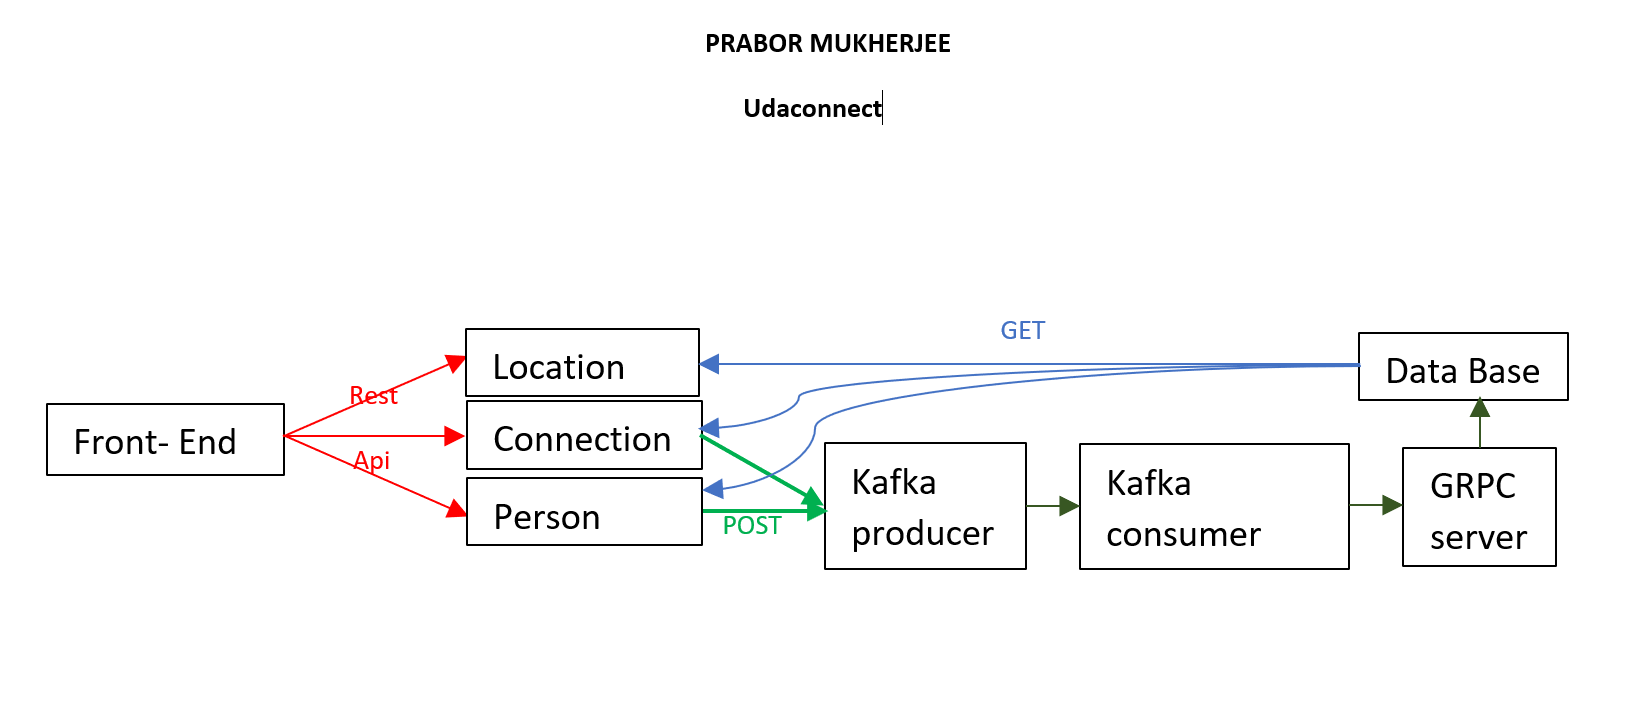 PRABOR MUKHERJEE
Udaconnect
GET
Location
Data Base
Rest
Front- End
Connection
Api
Kafka
producer
Kafka
consumer
GRPC
server
Person
POST